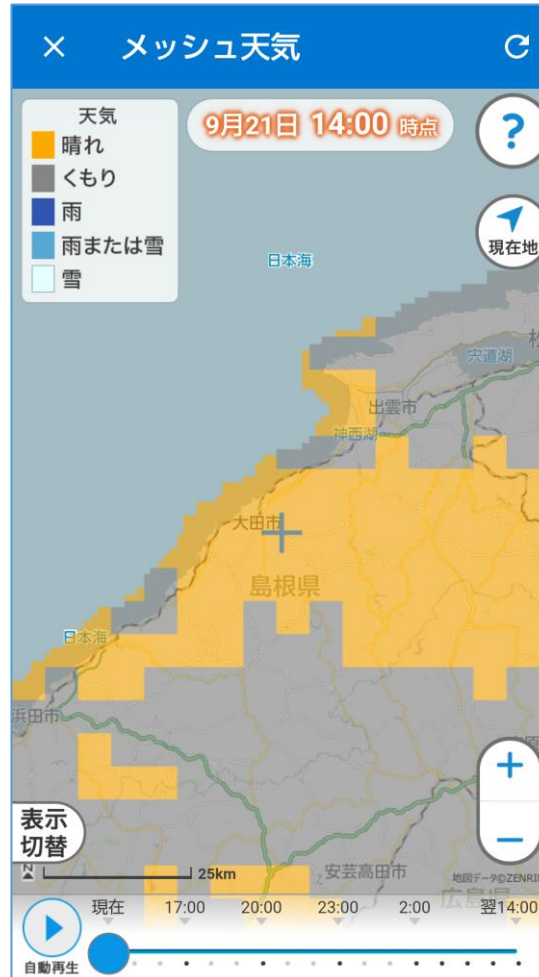 メッシュ天気
天気
晴れ
くもり
雨
雨または雪
雪
9月21日 14:00 時点
?
現在地
日本海
宍道湖
出雲市
神西湖
大田市
島根県
日本海
浜田市
+
−
表示
切替
25km
安芸高田市
地図データ©ZENRIN
広島県
現在 17:00 20:00 23:00 2:00 翌14:00
自動再生